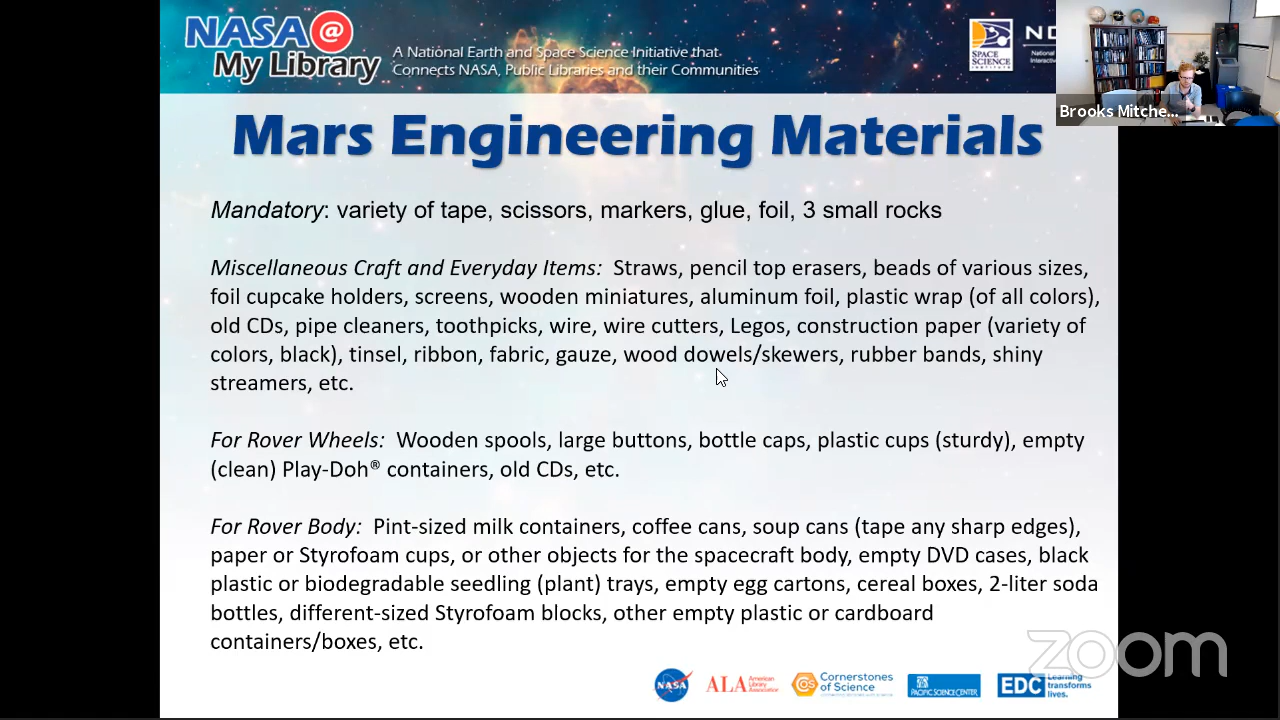 NASA@
My Library
A National Earth and Space Science Initiative that
Connects NASA, Public Libraries and their Communities
SPACE
SCIENCE
INSTITUTE
National
Interactive
Brooks Mitche...
Mars Engineering Materials
Mandatory: variety of tape, scissors, markers, glue, foil, 3 small rocks
Miscellaneous Craft and Everyday Items: Straws, pencil top erasers, beads of various sizes,
foil cupcake holders, screens, wooden miniatures, aluminum foil, plastic wrap (of all colors),
old CDs, pipe cleaners, toothpicks, wire, wire cutters, Legos, construction paper (variety of
colors, black), tinsel, ribbon, fabric, gauze, wood dowels/skewers, rubber bands, shiny
streamers, etc.
For Rover Wheels: Wooden spools, large buttons, bottle caps, plastic cups (sturdy), empty
(clean) Play-Doh® containers, old CDs, etc.
For Rover Body: Pint-sized milk containers, coffee cans, soup cans (tape any sharp edges),
paper or Styrofoam cups, or other objects for the spacecraft body, empty DVD cases, black
plastic or biodegradable seedling (plant) trays, empty egg cartons, cereal boxes, 2-liter soda
bottles, different-sized Styrofoam blocks, other empty plastic or cardboard
containers/boxes, etc.
zoom
NASA
ALA American
Library
Association
Cornerstones
of Science
PACIFIC SCIENCE CENTER
EDC Learning
transforms
lives.